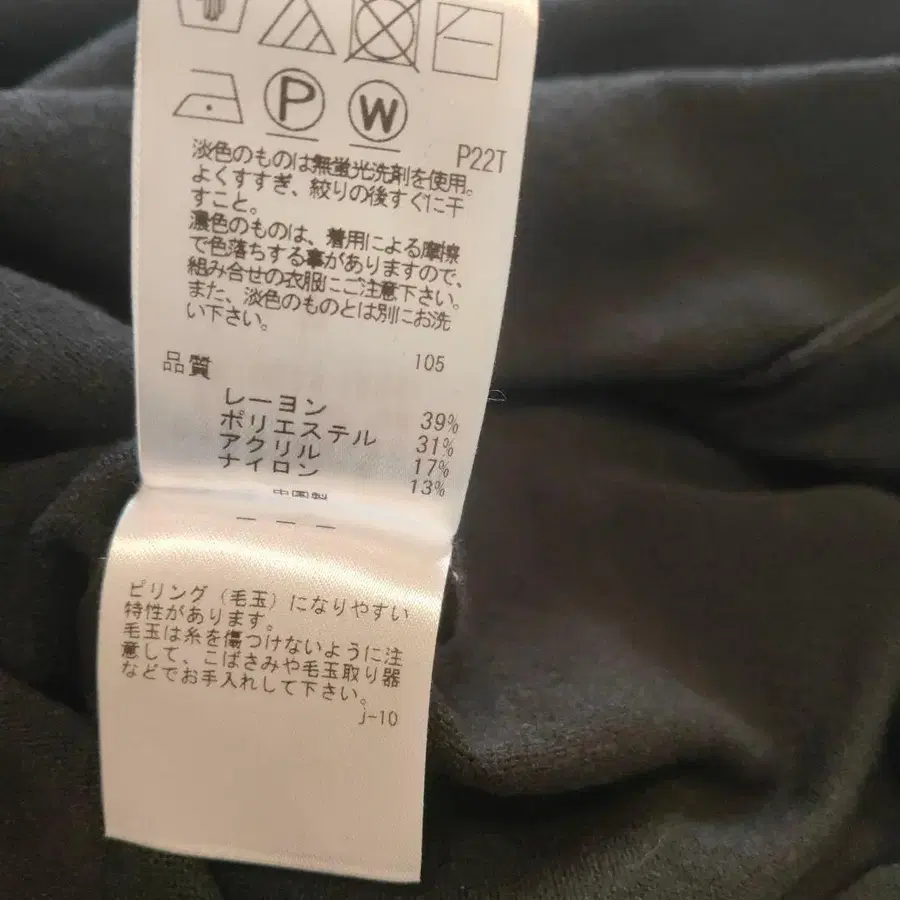 P W
P22T
淡色のものは無蛍光洗剤を使用。
よくすすぎ、絞りの後すぐに干
すこと。
濃色のものは、着用による摩擦
で色落ちする事がありますので、
組み合せの衣服にご注意下さい。
また、淡色のものとは別にお洗
い下さい。
品質 105
レーヨン 39%
ポリエステル 31%
アクリル 17%
ナイロン 13%
中国製
ピリング（毛玉）になりやすい
特性があります。
毛玉は糸を傷つけないように注
意して、こばさみや毛玉取り器
などでお手入れして下さい。
J-10